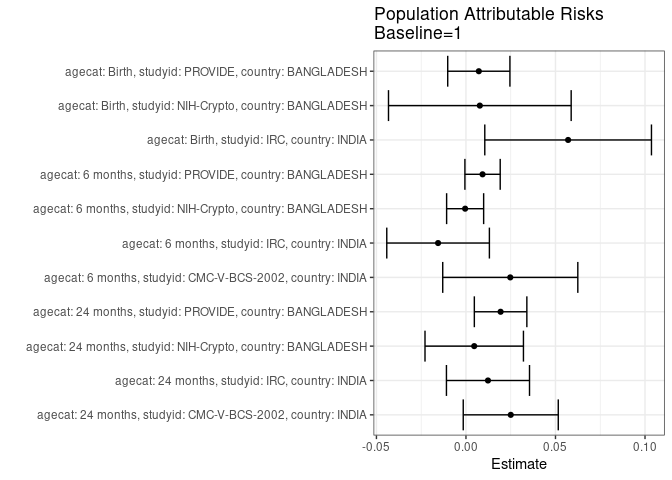 Population Attributable Risks
Baseline=1
agecat: Birth, studyid: PROVIDE, country: BANGLADESH
agecat: Birth, studyid: NIH-Crypto, country: BANGLADESH
agecat: Birth, studyid: IRC, country: INDIA
agecat: 6 months, studyid: PROVIDE, country: BANGLADESH
agecat: 6 months, studyid: NIH-Crypto, country: BANGLADESH
agecat: 6 months, studyid: IRC, country: INDIA
agecat: 6 months, studyid: CMC-V-BCS-2002, country: INDIA
agecat: 24 months, studyid: PROVIDE, country: BANGLADESH
agecat: 24 months, studyid: NIH-Crypto, country: BANGLADESH
agecat: 24 months, studyid: IRC, country: INDIA
agecat: 24 months, studyid: CMC-V-BCS-2002, country: INDIA
-0.05 0.00 0.05 0.10
Estimate